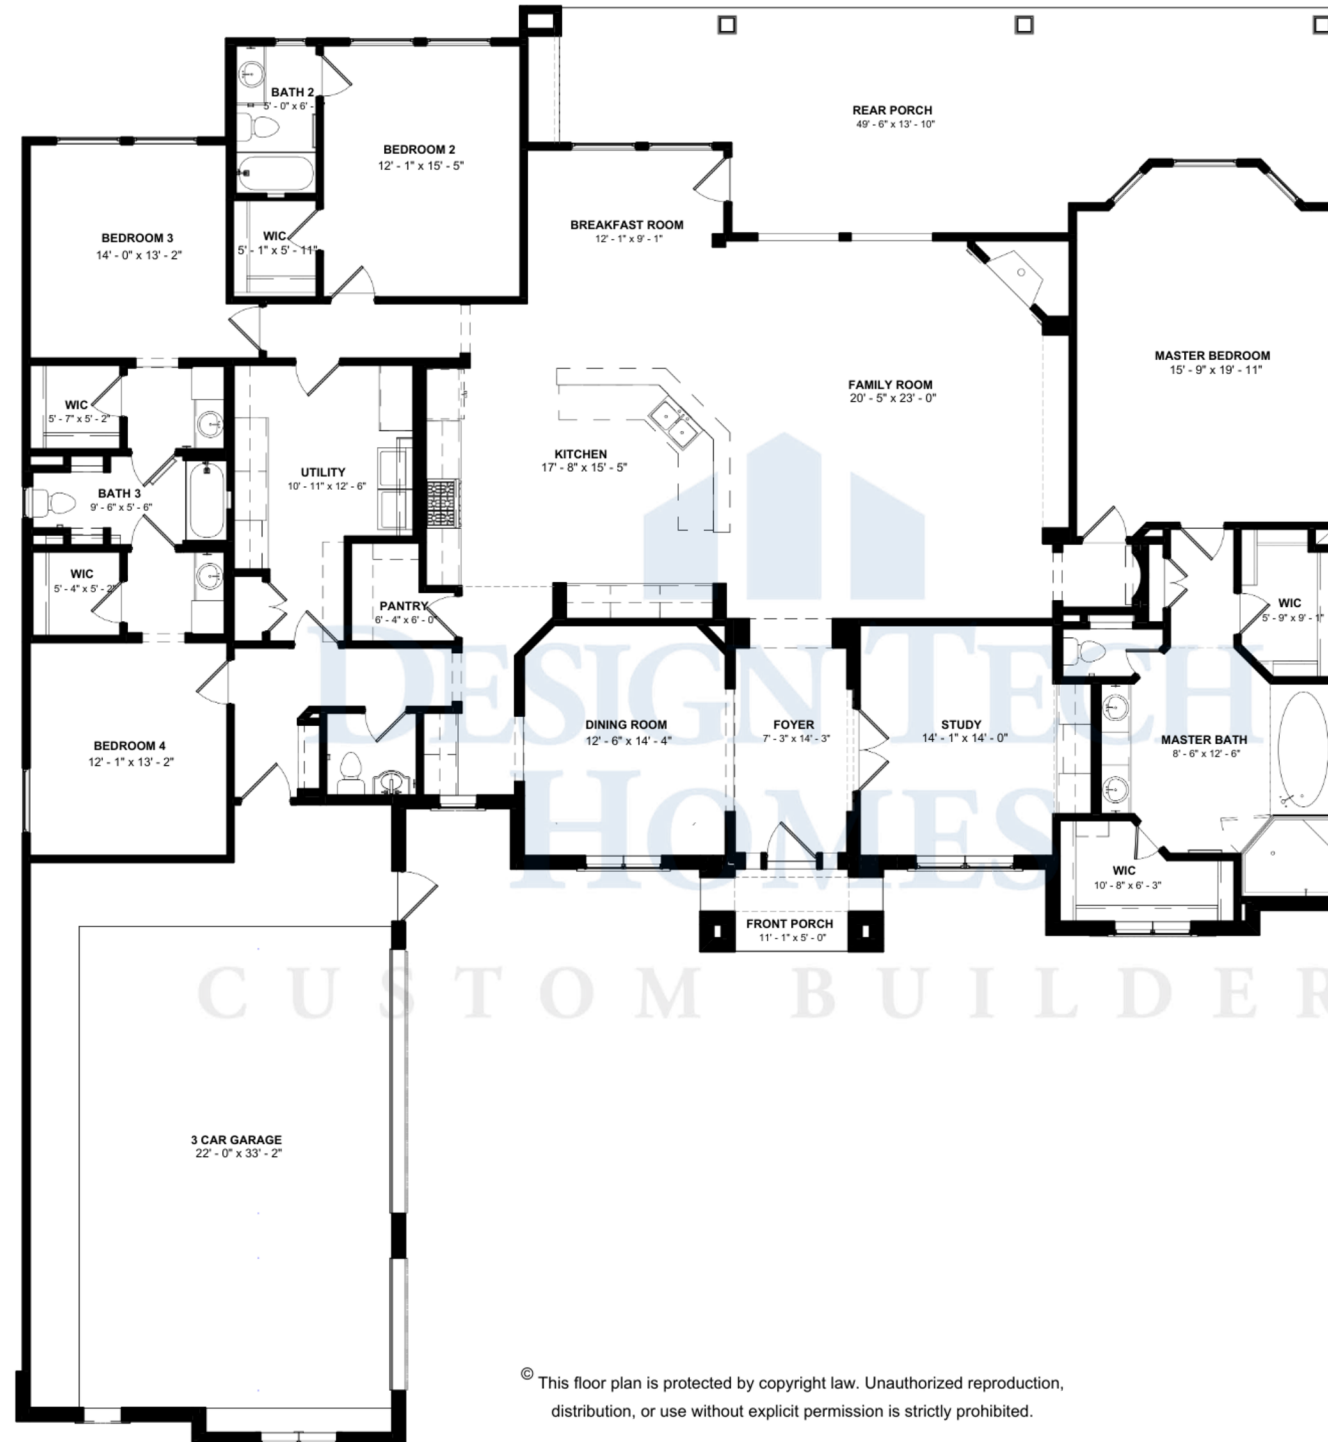 REAR PORCH
49' - 6" x 13' - 10"
BATH 2
5' - 0" x 6' -
BEDROOM 2
12' - 1" x 15' - 5"
BREAKFAST ROOM
12' - 1" x 9' - 1"
BEDROOM 3
14' - 0" x 13' - 2"
WIC
5' - 1" x 5' - 11"
MASTER BEDROOM
15' - 9" x 19' - 11"
FAMILY ROOM
20' - 5" x 23' - 0"
WIC
5' - 7" x 5' - 2"
KITCHEN
17' - 8" x 15' - 5"
UTILITY
10' - 11" x 12' - 6"
BATH 3
9' - 6" x 5' - 6"
WIC
5' - 4" x 5' - 2"
PANTRY
6' - 4" x 6' - 0"
WIC
5' - 9" x 9' - 1"
DESIGN TECH
HOMES
CUSTOM BUILDER
BEDROOM 4
12' - 1" x 13' - 2"
DINING ROOM
12' - 6" x 14' - 4"
FOYER
7' - 3" x 14' - 3"
STUDY
14' - 1" x 14' - 0"
MASTER BATH
8' - 6" x 12' - 6"
WIC
10' - 8" x 6' - 3"
FRONT PORCH
11' - 1" x 5' - 0"
3 CAR GARAGE
22' - 0" x 33' - 2"
© This floor plan is protected by copyright law. Unauthorized reproduction,
distribution, or use without explicit permission is strictly prohibited.